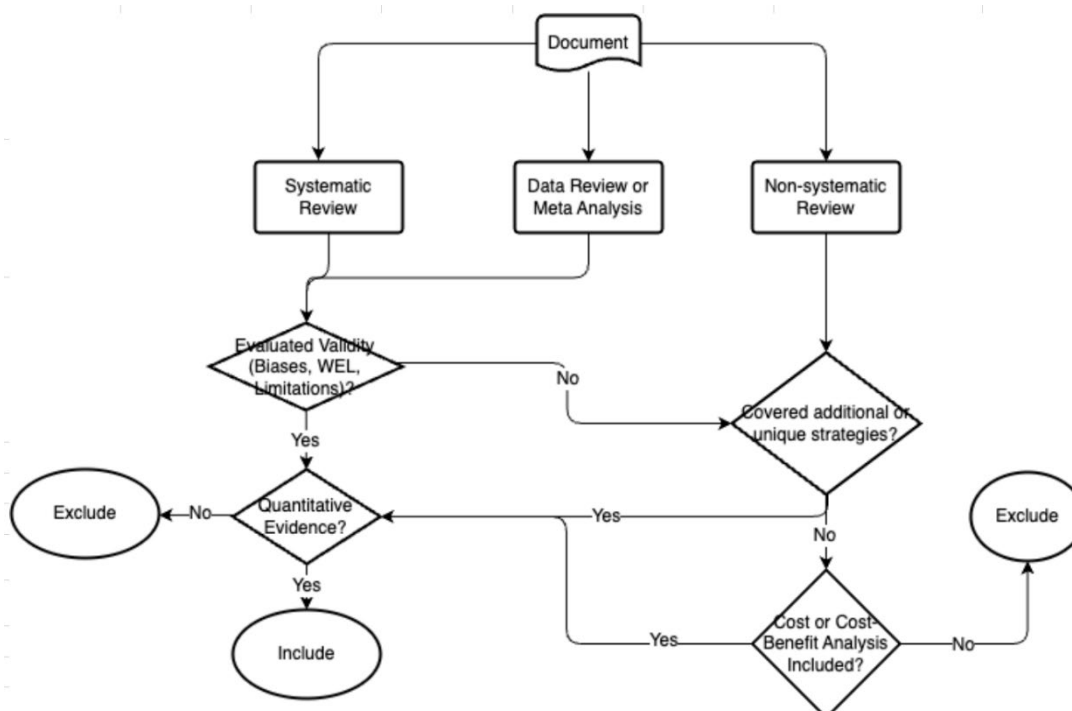 Document
Systematic
Review
Data Review or
Meta Analysis
Non-systematic
Review
Evaluated Validity
(Biases, WEL,
Limitations)?
No
Covered additional or
unique strategies?
Yes
Exclude
No
Quantitative
Evidence?
Yes
No
Exclude
Yes
Include
Cost or Cost-
Benefit Analysis
Included?
Yes
No